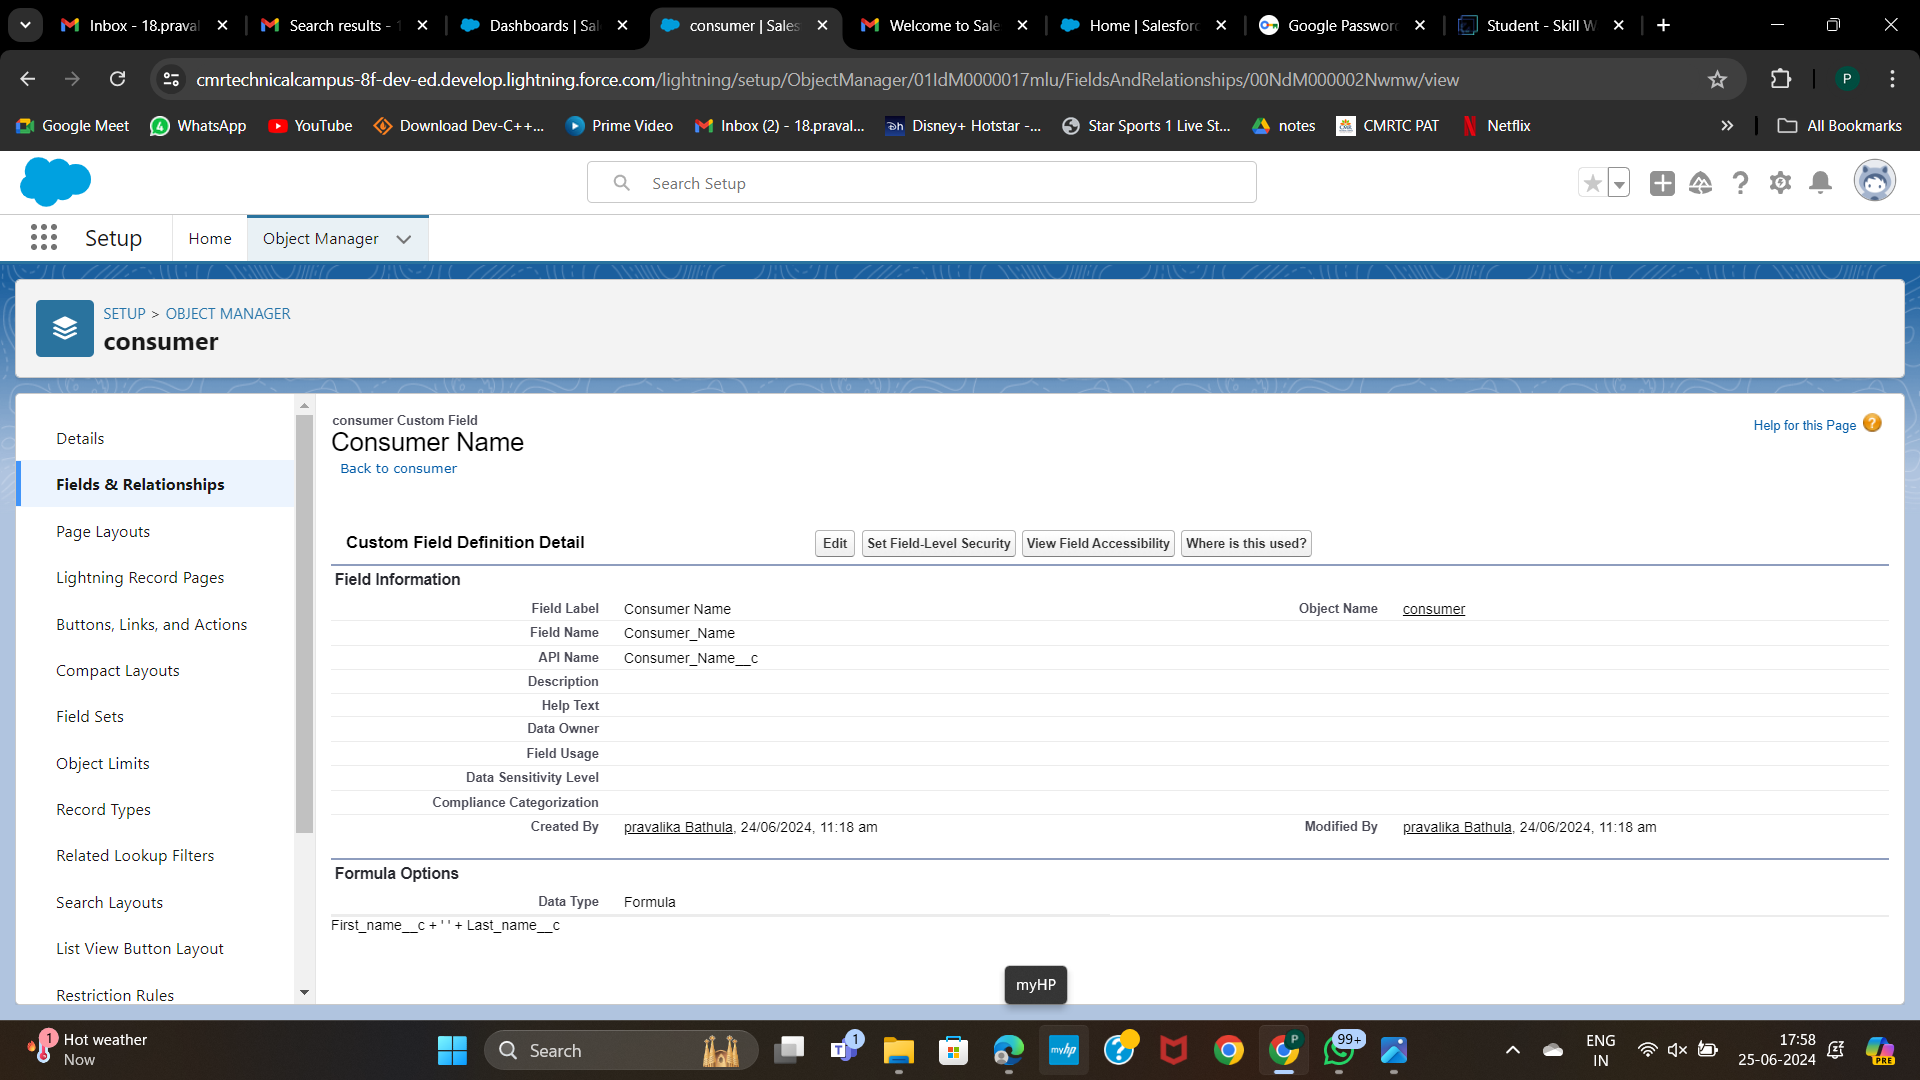 Inbox - 18.praval
Search results - 1
Dashboards | Sal
consumer | Sales
Welcome to Sale
Home | Salesforc
Google Password
Student - Skill W
cmrtechnicalcampus-8f-dev-ed.develop.lightning.force.com/lightning/setup/ObjectManager/01IdM0000017mlu/FieldsAndRelationships/00NdM000002Nwmw/view
P
Google Meet
WhatsApp
YouTube
Download Dev-C++...
Prime Video
Inbox (2) - 18.praval...
Disney+ Hotstar -...
Star Sports 1 Live St...
notes
CMRTC PAT
Netflix
All Bookmarks
Search Setup
Setup
Home
Object Manager
SETUP > OBJECT MANAGER
consumer
Details
Fields & Relationships
Page Layouts
Lightning Record Pages
Buttons, Links, and Actions
Compact Layouts
Field Sets
Object Limits
Record Types
Related Lookup Filters
Search Layouts
List View Button Layout
Restriction Rules
consumer Custom Field
Consumer Name
Back to consumer
Help for this Page ?
Custom Field Definition Detail
Edit
Set Field-Level Security
View Field Accessibility
Where is this used?
Field Information
Field Label Consumer Name Object Name consumer
Field Name Consumer_Name
API Name Consumer_Name__c
Description
Help Text
Data Owner
Field Usage
Data Sensitivity Level
Compliance Categorization
Created By pravalika Bathula, 24/06/2024, 11:18 am Modified By pravalika Bathula, 24/06/2024, 11:18 am
Formula Options
Data Type Formula
First_name__c + ' ' + Last_name__c
myHP
1
Hot weather
Now
Search
1
myhp
P
99+
ENG
IN
17:58
25-06-2024
PRE